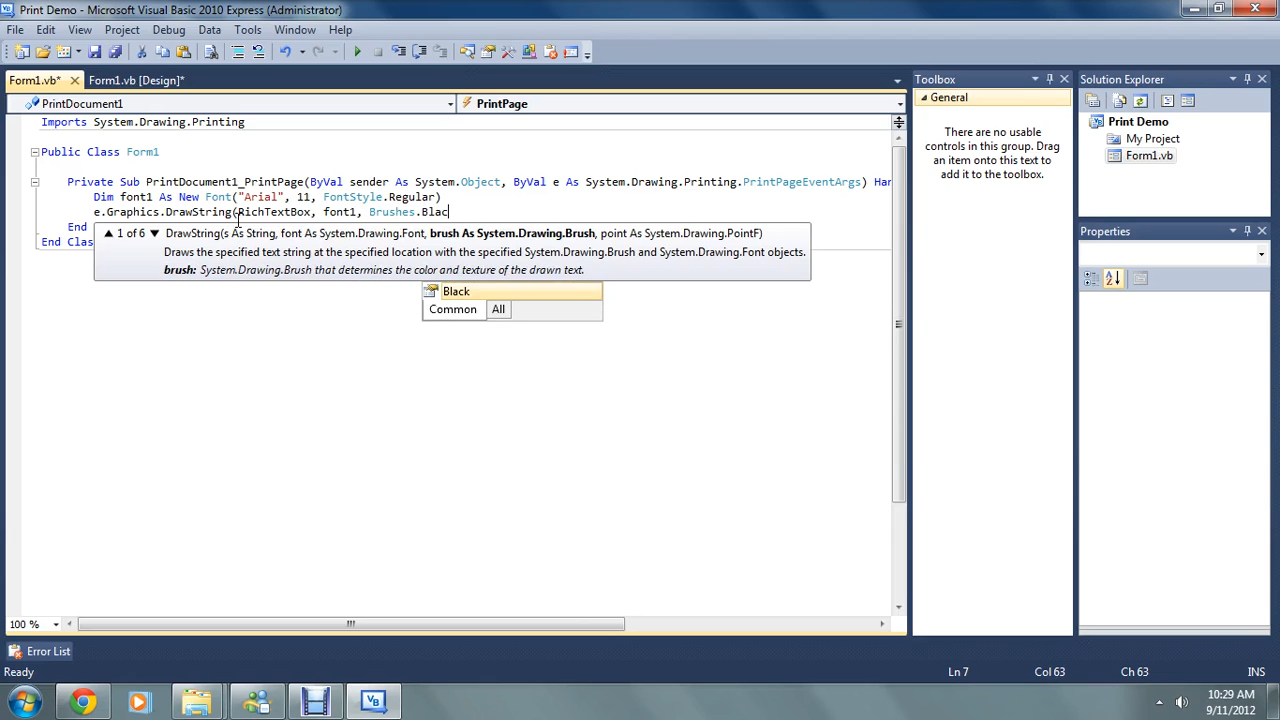 Print Demo - Microsoft Visual Basic 2010 Express (Administrator)
File Edit View Project Debug Data Tools Window Help
Form1.vb* Form1.vb [Design]*
PrintDocument1 PrintPage
Imports System.Drawing.Printing
Public Class Form1
Private Sub PrintDocument1_PrintPage(ByVal sender As System.Object, ByVal e As System.Drawing.Printing.PrintPageEventArgs) Han
Dim font1 As New Font("Arial", 11, FontStyle.Regular)
e.Graphics.DrawString(RichTextBox, font1, Brushes.Blac
End
End Clas
1 of 6 DrawString(s As String, font As System.Drawing.Font, brush As System.Drawing.Brush, point As System.Drawing.PointF)
Draws the specified text string at the specified location with the specified System.Drawing.Brush and System.Drawing.Font objects.
brush: System.Drawing.Brush that determines the color and texture of the drawn text.
Black
Common All
100 %
Toolbox
General
There are no usable
controls in this group. Drag
an item onto this text to
add it to the toolbox.
Solution Explorer
Print Demo
My Project
Form1.vb
Properties
Error List
Ready Ln 7 Col 63 Ch 63 INS
VB
10:29 AM
9/11/2012